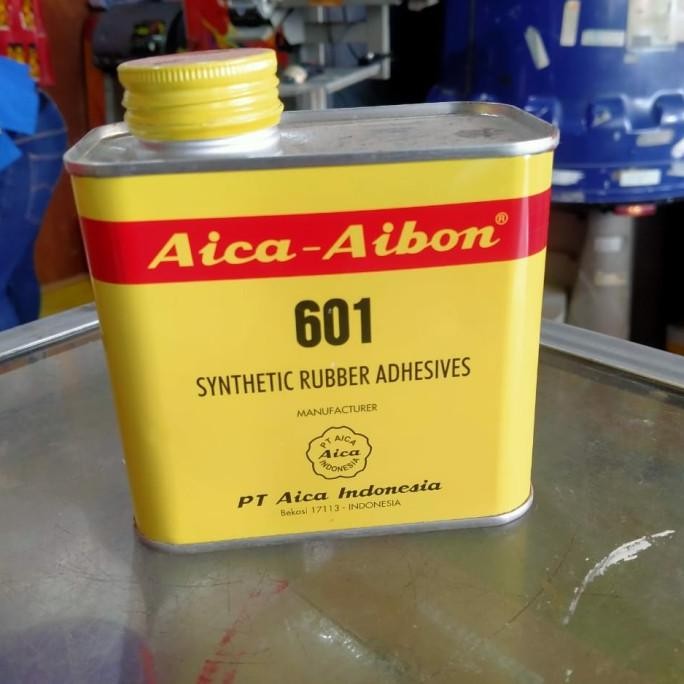 Aica-Aibon®
601
SYNTHETIC RUBBER ADHESIVES
MANUFACTURER
PT AICA
Aica
INDONESIA
PT Aica Indonesia
Bekasi 17113 - INDONESIA